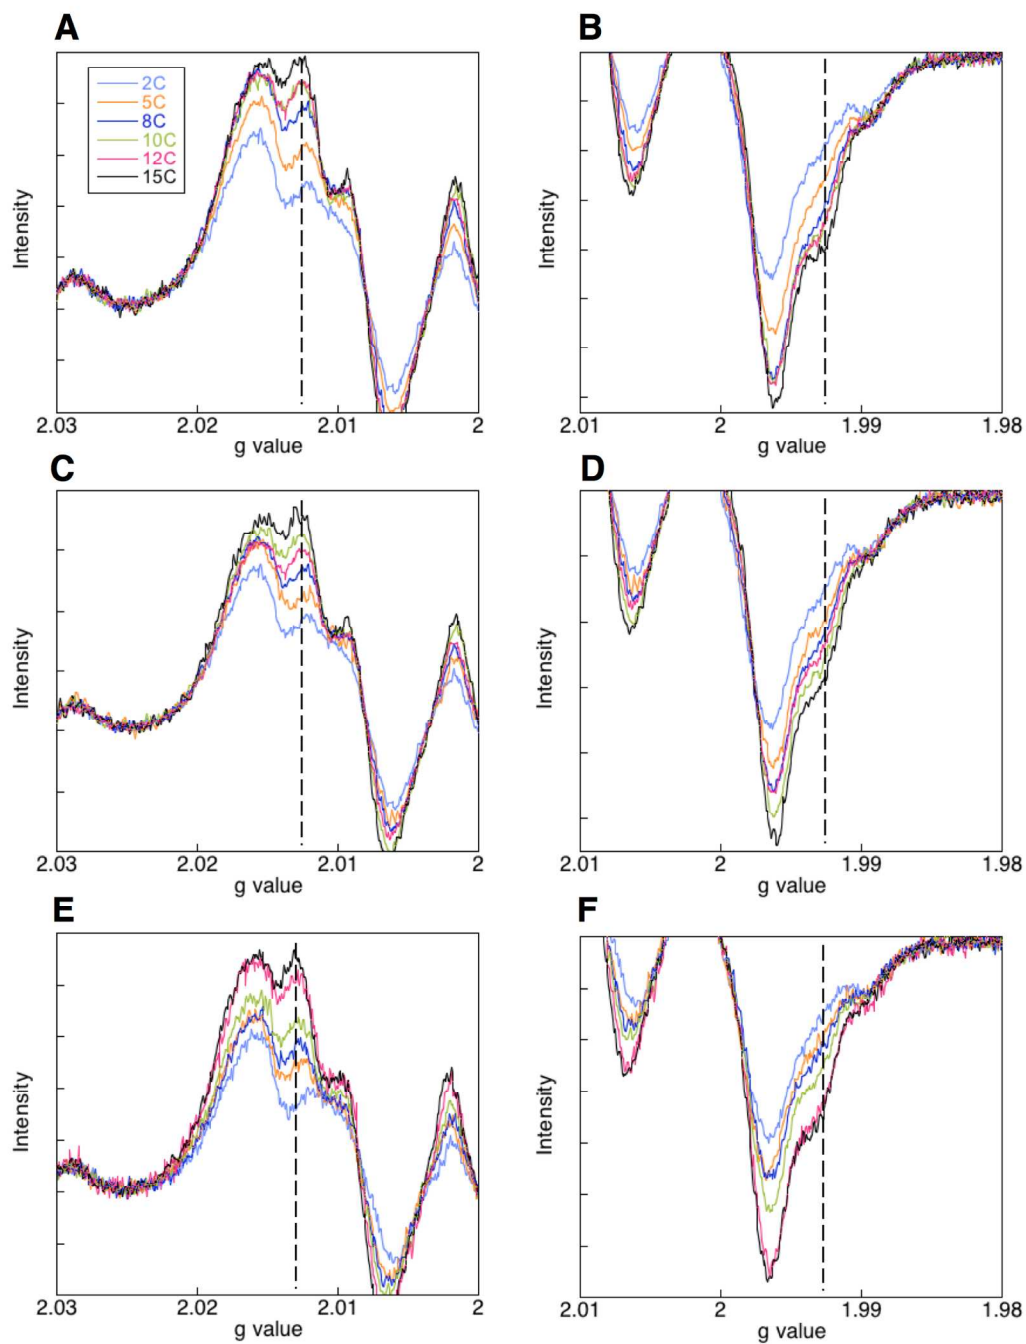 A
B
2C
5C
8C
10C
12C
15C
Intensity
Intensity
2.03
2.02
2.01
2
2.01
2
1.99
1.98
g value
g value
C
D
Intensity
Intensity
2.03
2.02
2.01
2
2.01
2
1.99
1.98
g value
g value
E
F
Intensity
Intensity
2.03
2.02
2.01
2
2.01
2
1.99
1.98
g value
g value